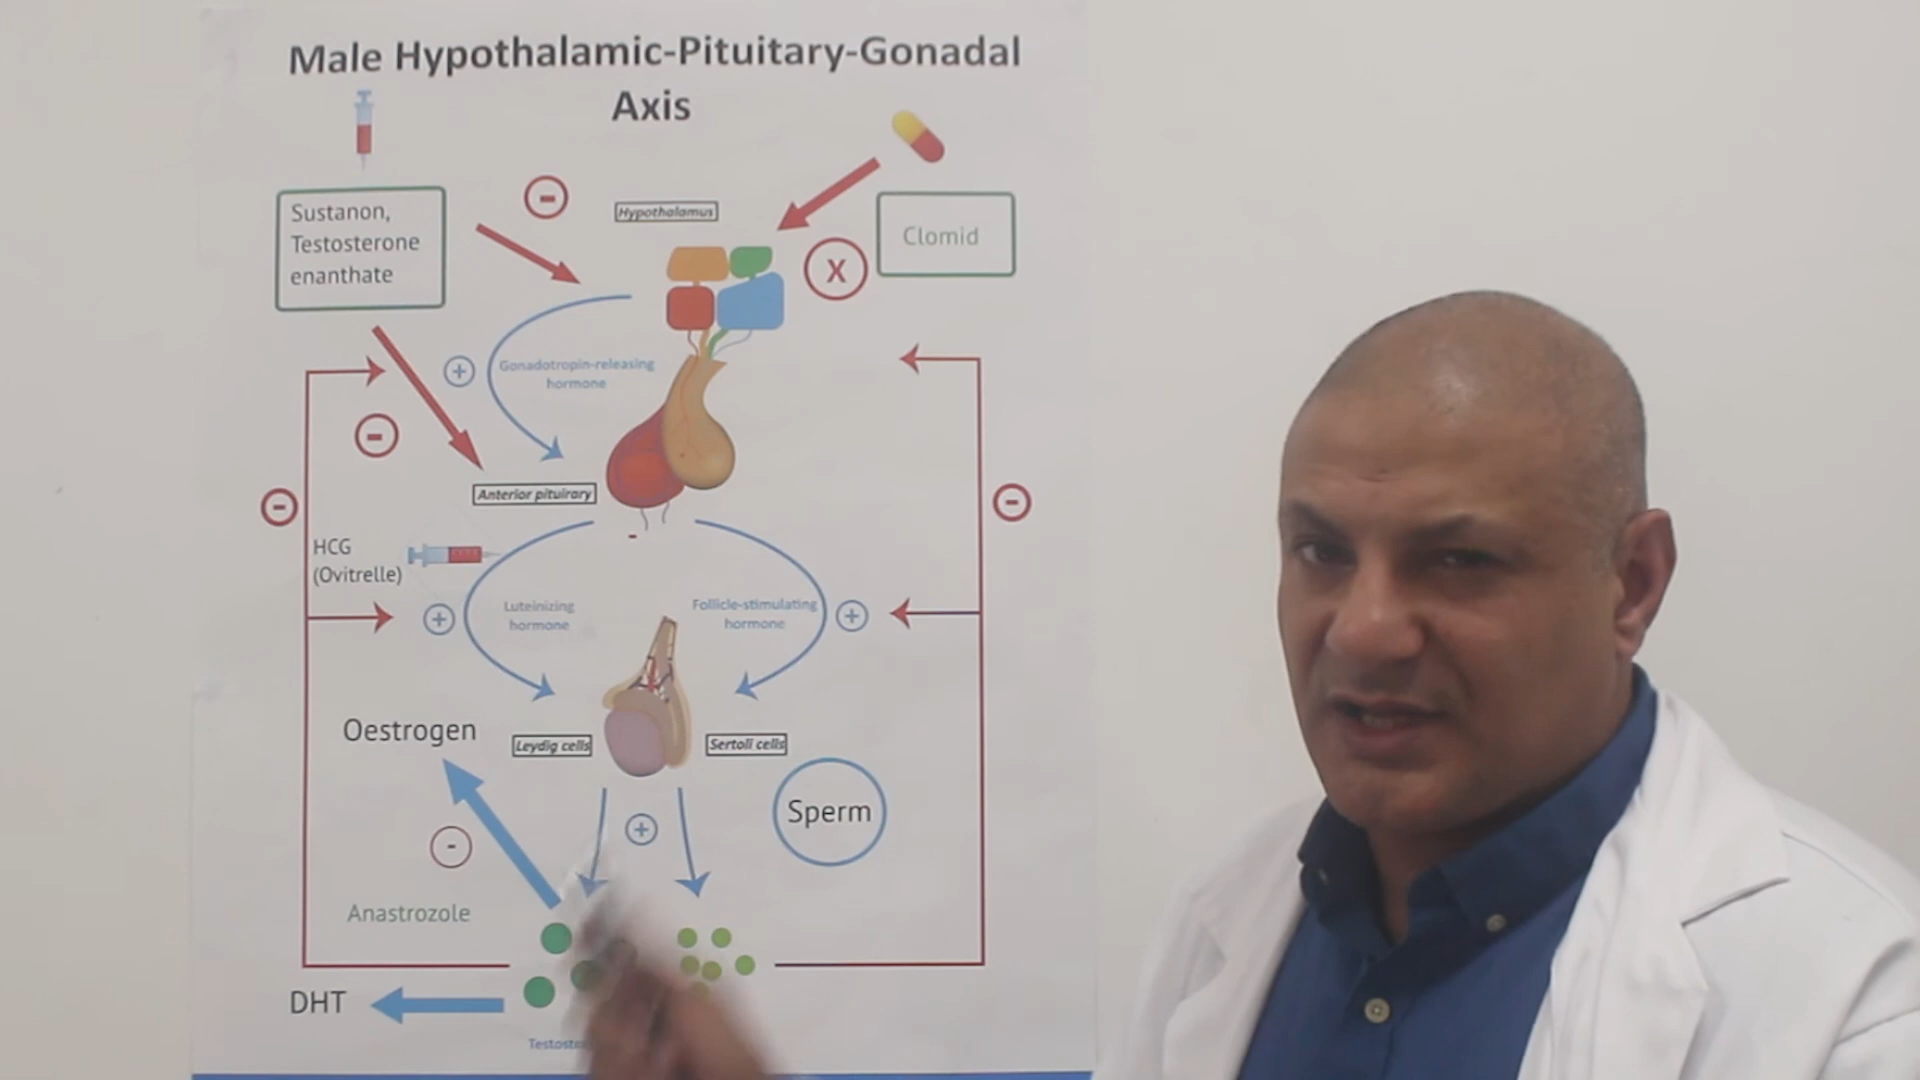 Male Hypothalamic-Pituitary-Gonadal
Axis
Sustanon,
Testosterone
enanthate
-
Hypothalamus
X
Clomid
+
Gonadotropin-releasing
hormone
-
Anterior pituirary
-
-
-
HCG
(Ovitrelle)
+
Luteinizing
hormone
Follicle-stimulating
hormone
+
Oestrogen
Leydig cells
Sertoli cells
Sperm
+
-
Anastrozole
DHT